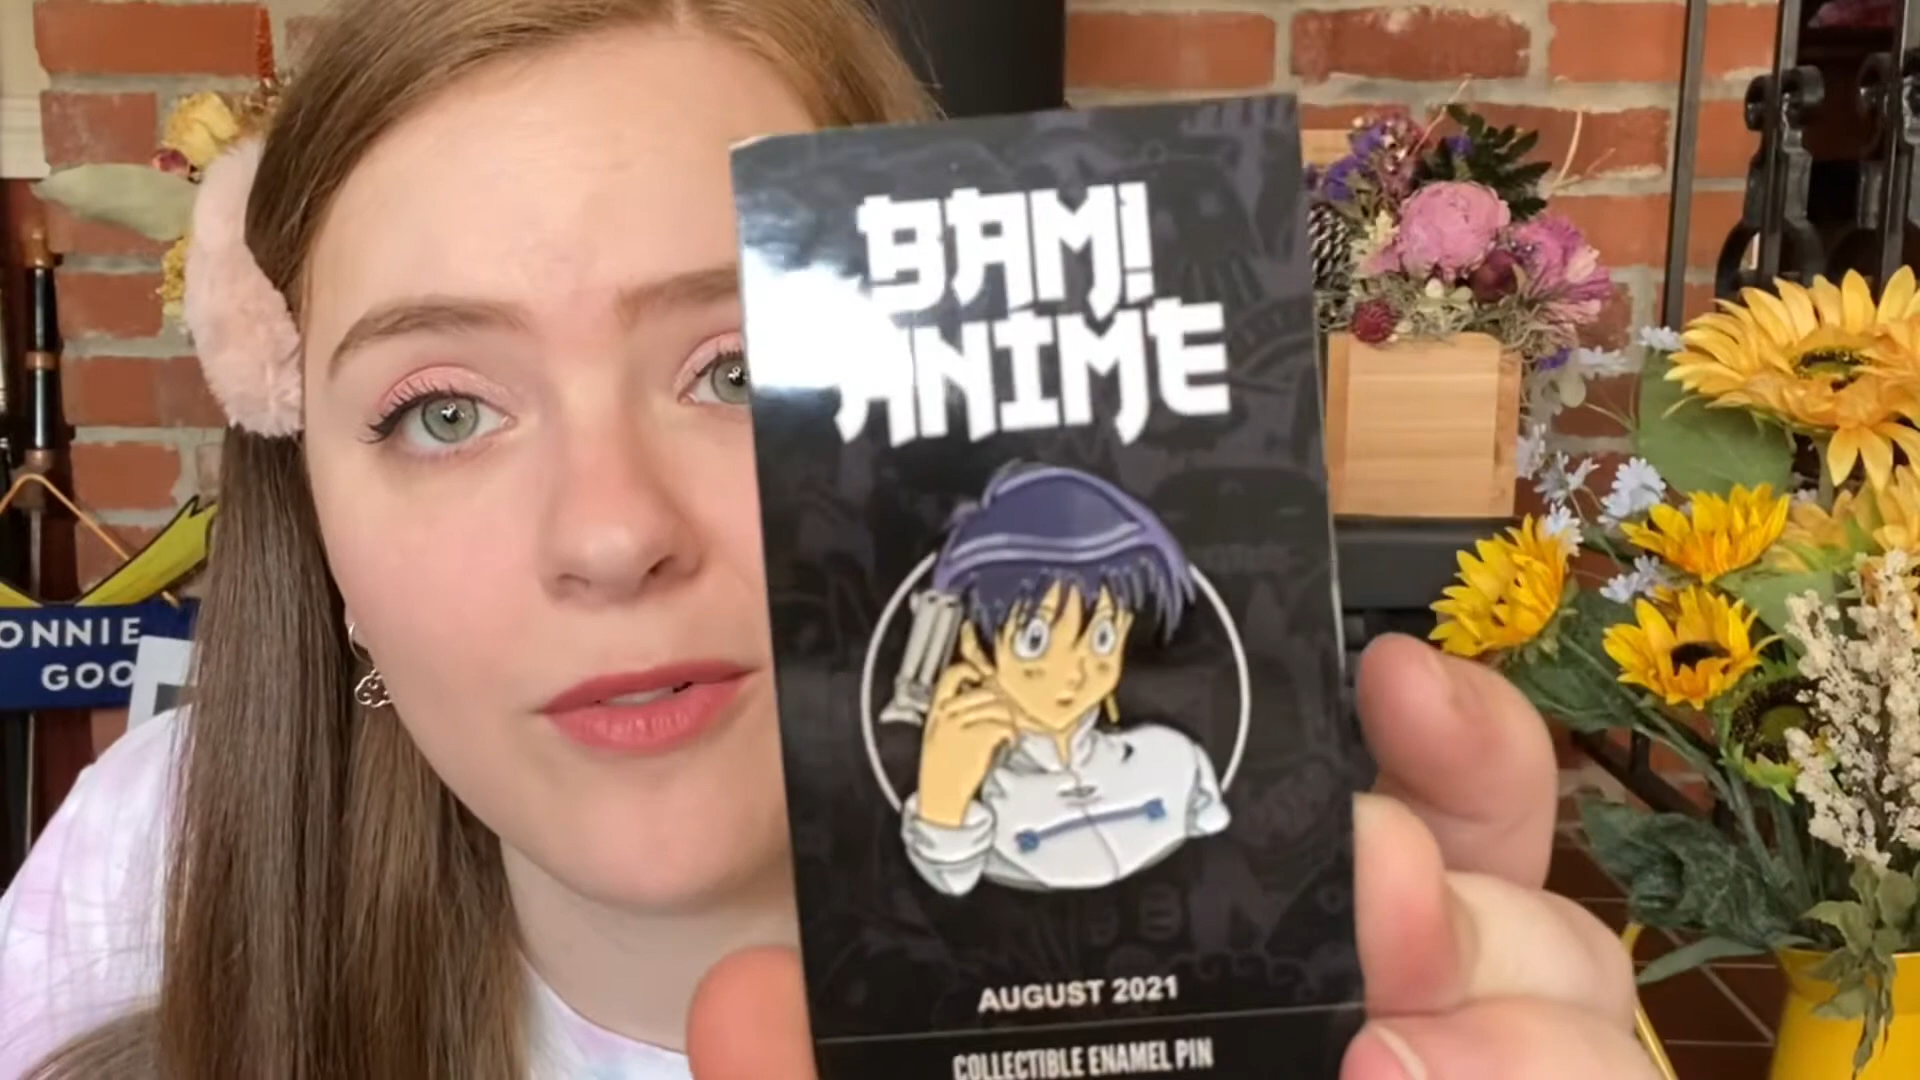 BAM!
ANIME
AUGUST 2021
COLLECTIBLE ENAMEL PIN
ONNIE
GOO